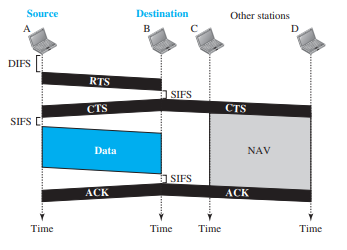 Source Destination Other stations
A B C D
DIFS
RTS
SIFS
CTS CTS
SIFS
Data NAV
SIFS
ACK ACK
Time Time Time Time